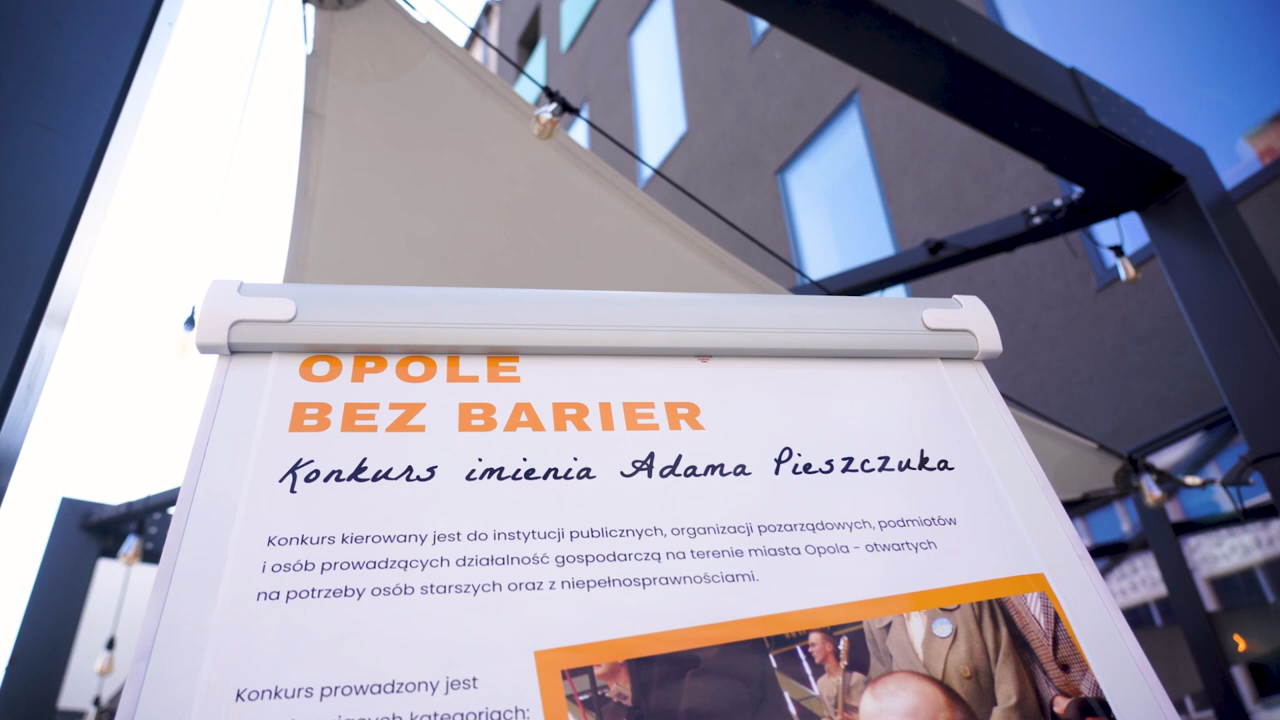 OPOLE
BEZ BARIER
Konkurs imienia Adama Pieszczuka
Konkurs kierowany jest do instytucji publicznych, organizacji pozarządowych, podmiotów
i osób prowadzących działalność gospodarczą na terenie miasta Opola - otwartych
na potrzeby osób starszych oraz z niepełnosprawnościami.
Konkurs prowadzony jest
kategoriach: